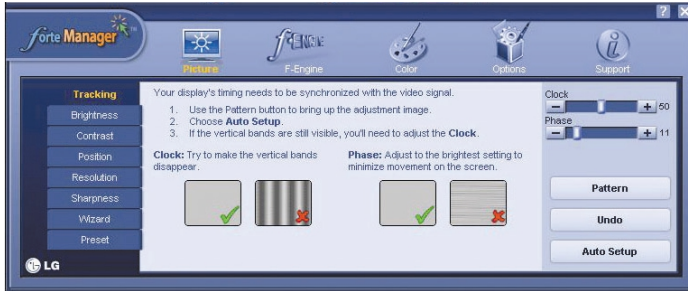 ? X
forte Manager™
Picture
F-ENGINE
F-Engine
Color
Options
Support
Tracking
Brightness
Contrast
Position
Resolution
Sharpness
Wizard
Preset
LG
Your display's timing needs to be synchronized with the video signal.
1. Use the Pattern button to bring up the adjustment image.
2. Choose Auto Setup.
3. If the vertical bands are still visible, you'll need to adjust the Clock.
Clock: Try to make the vertical bands
disappear.
Phase: Adjust to the brightest setting to
minimize movement on the screen.
Clock
- + 50
Phase
- + 11
Pattern
Undo
Auto Setup